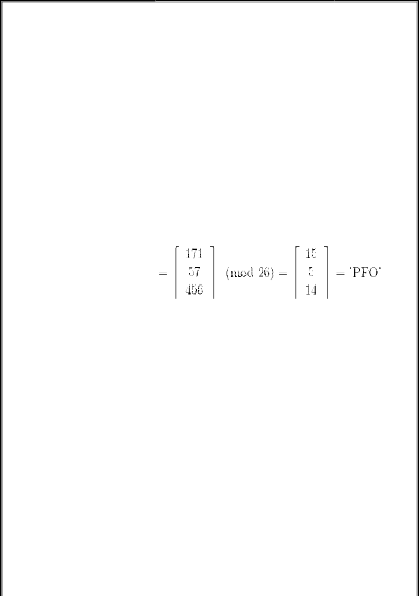 = [ 171 57 456 ] (mod 26) = [ 15 5 14 ] = 'PFO'